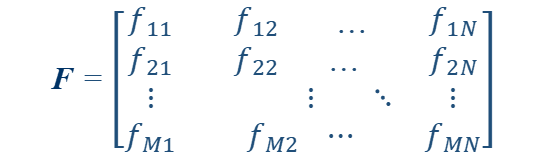 f11 f12 … f1N
f21 f22 … f2N
F =
⋮ ⋮ ⋱ ⋮
fM1 fM2 … fMN